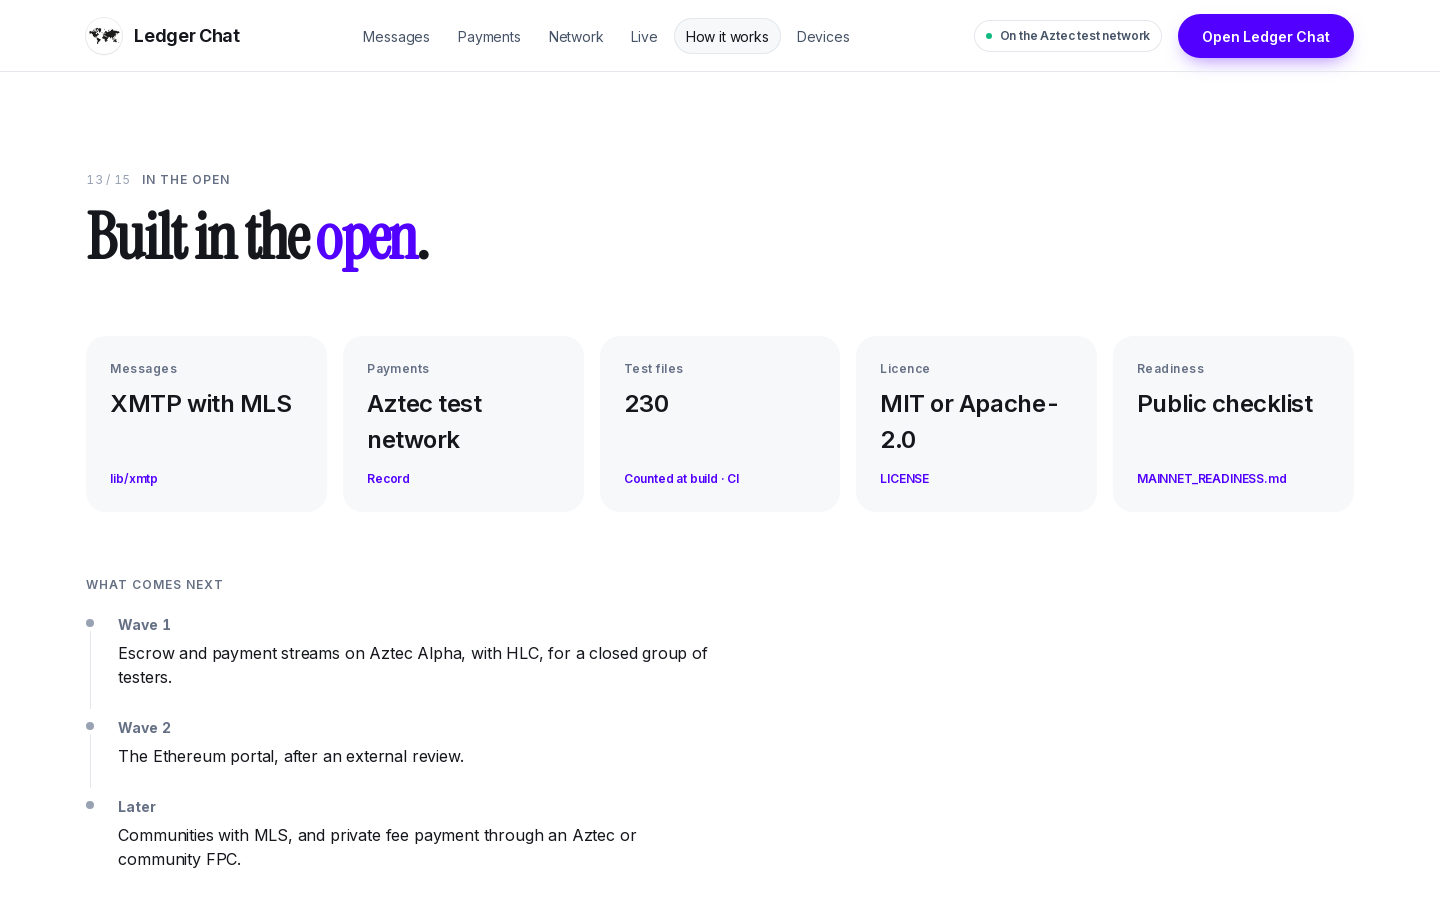 Ledger Chat
Messages
Payments
Network
Live
How it works
Devices
On the Aztec test network
Open Ledger Chat
13 / 15 IN THE OPEN
Built in the open.
Messages
XMTP with MLS
lib/xmtp
Payments
Aztec test
network
Record
Test files
230
Counted at build · CI
Licence
MIT or Apache-
2.0
LICENSE
Readiness
Public checklist
MAINNET_READINESS.md
WHAT COMES NEXT
Wave 1
Escrow and payment streams on Aztec Alpha, with HLC, for a closed group of
testers.
Wave 2
The Ethereum portal, after an external review.
Later
Communities with MLS, and private fee payment through an Aztec or
community FPC.